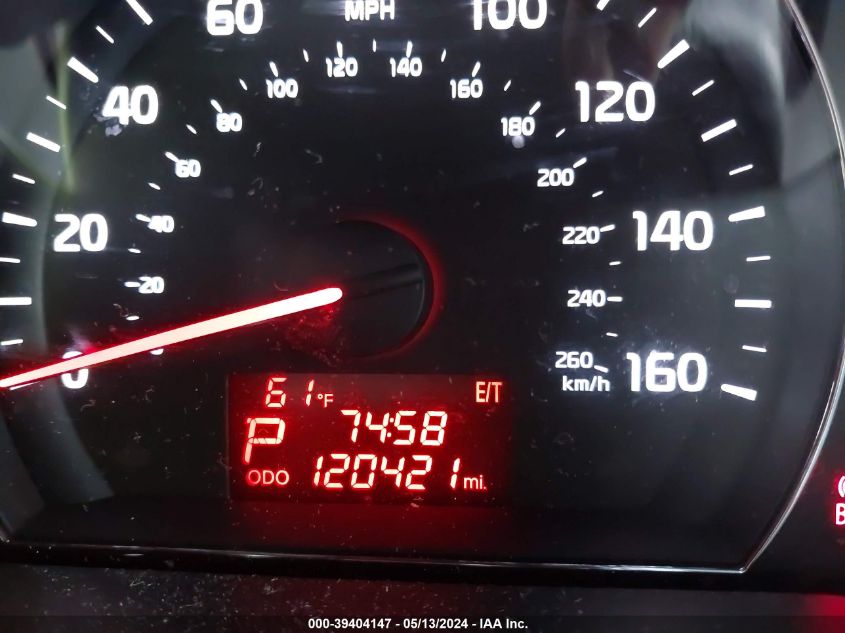 60 MPH 100
40 100 120 140 160 120
80 180
60 200
20 40 220 140
20 240
0 260 160
km/h
61°F E/T
P 74:58
ODO 120421 mi.
000-39404147 - 05/13/2024 - IAA Inc.